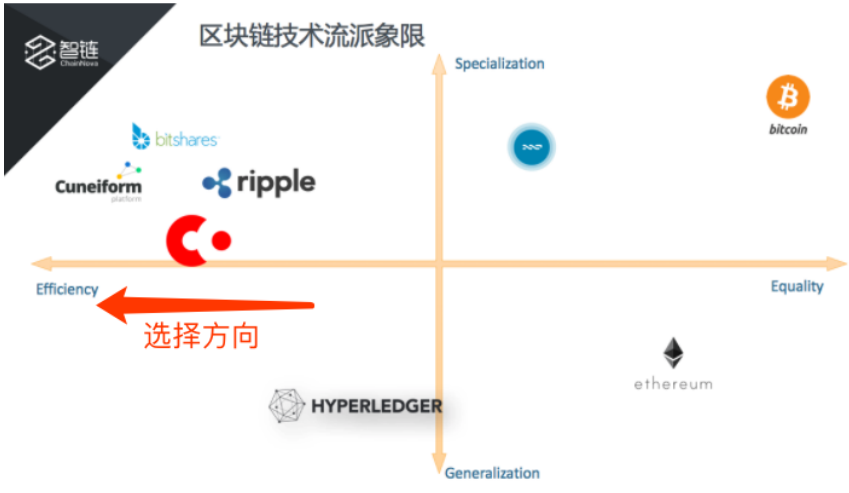 智链
ChainNova
区块链技术流派象限
Specialization
bitcoin
bitshares
Cuneiform
platform
ripple
Efficiency
Equality
选择方向
ethereum
HYPERLEDGER
Generalization